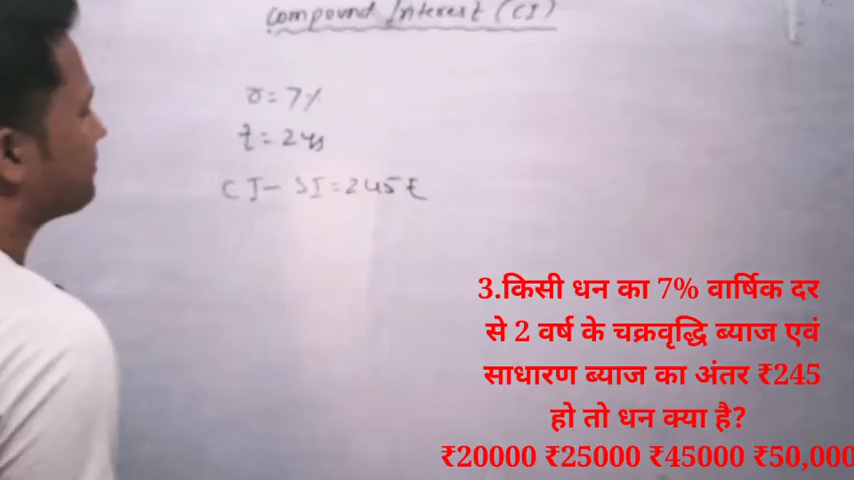 Compound Interest (CI)
r = 7%
t = 2 ys
CI - SI = 245 ₹
3.किसी धन का 7% वार्षिक दर
से 2 वर्ष के चक्रवृद्धि ब्याज एवं
साधारण ब्याज का अंतर ₹245
हो तो धन क्या है?
₹20000 ₹25000 ₹45000 ₹50,000